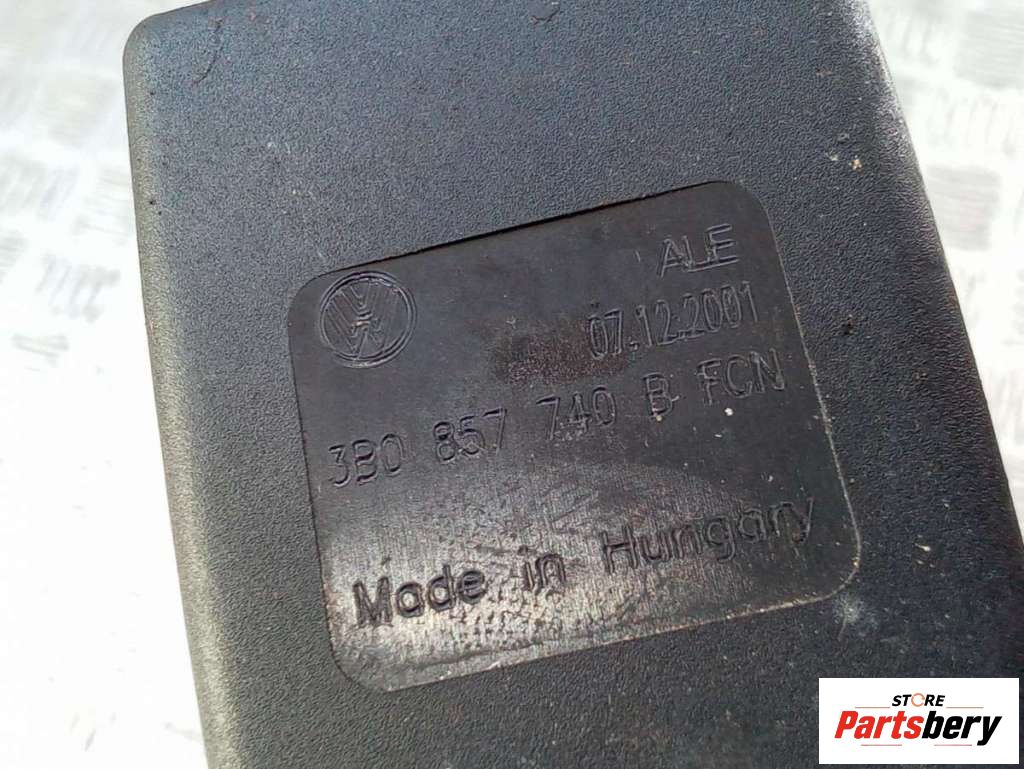 ALE
07.12.2001
3B0 857 740 B FCN
Made in Hungary
STORE
Partsbery